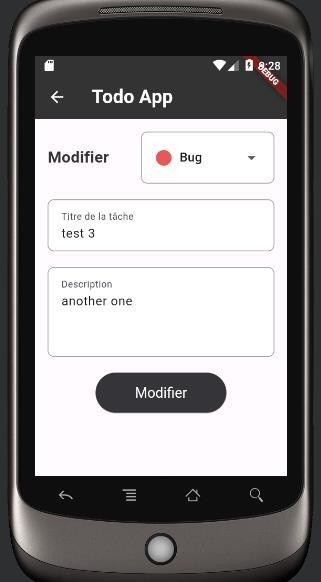 8:28
DEBUG
Todo App
Modifier
Bug
Titre de la tâche
test 3
Description
another one
Modifier